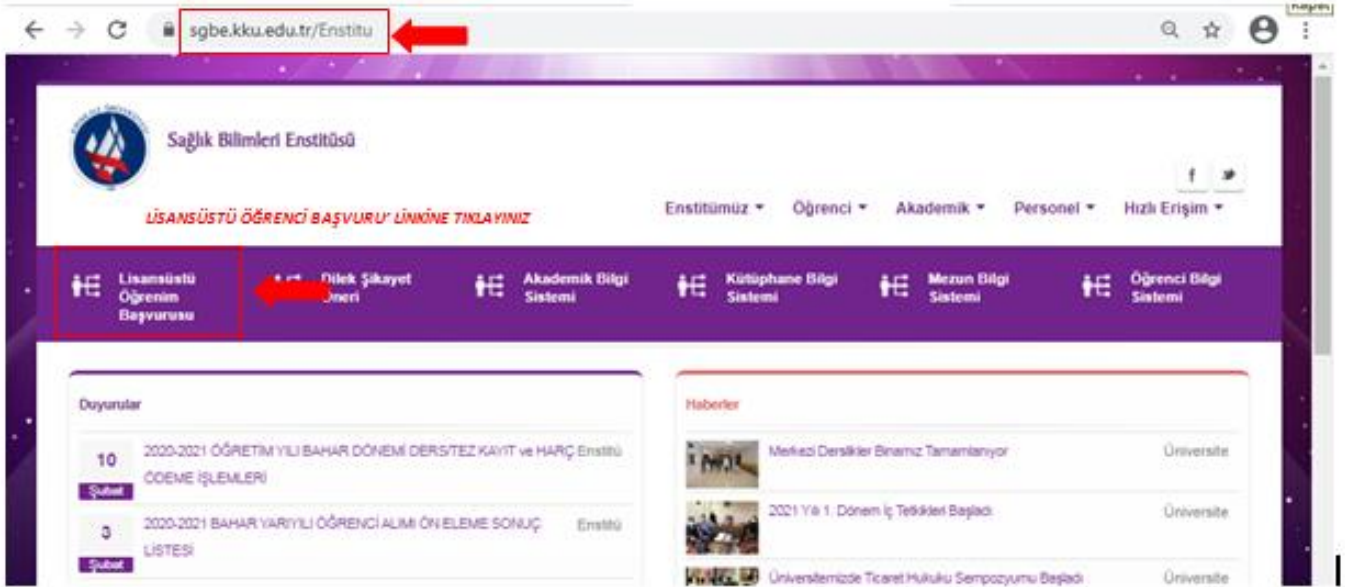 Kapat
sgbe.kku.edu.tr/Enstitu
Sağlık Bilimleri Enstitüsü
f
LİSANSÜSTÜ ÖĞRENCİ BAŞVURU' LİNKİNE TIKLAYINIZ
Enstitümüz Öğrenci Akademik Personel Hızlı Erişim
Lisansüstü Öğrenim Başvurusu
Dilek Şikayet
Akademik Bilgi Sistemi
Kütüphane Bilgi Sistemi
Mezun Bilgi Sistemi
Öğrenci Bilgi Sistemi
Duyurular
10 Şubat
2020-2021 ÖĞRETİM YILI BAHAR DÖNEMİ DERS/TEZ KAYIT ve HARÇ Enstitü
ÖDEME İŞLEMLERİ
3 Şubat
2020-2021 BAHAR YARIYILI ÖĞRENCİ ALIMI ÖN ELEME SONUÇ Enstitü
LİSTESİ
Haberler
Merkezi Derslikler Binamız Tamamlanıyor Üniversite
2021 Yılı 1. Dönem İç Tetkikleri Başladı Üniversite
Üniversitemizde Ticaret Hukuku Sempozyumu Başladı Üniversite